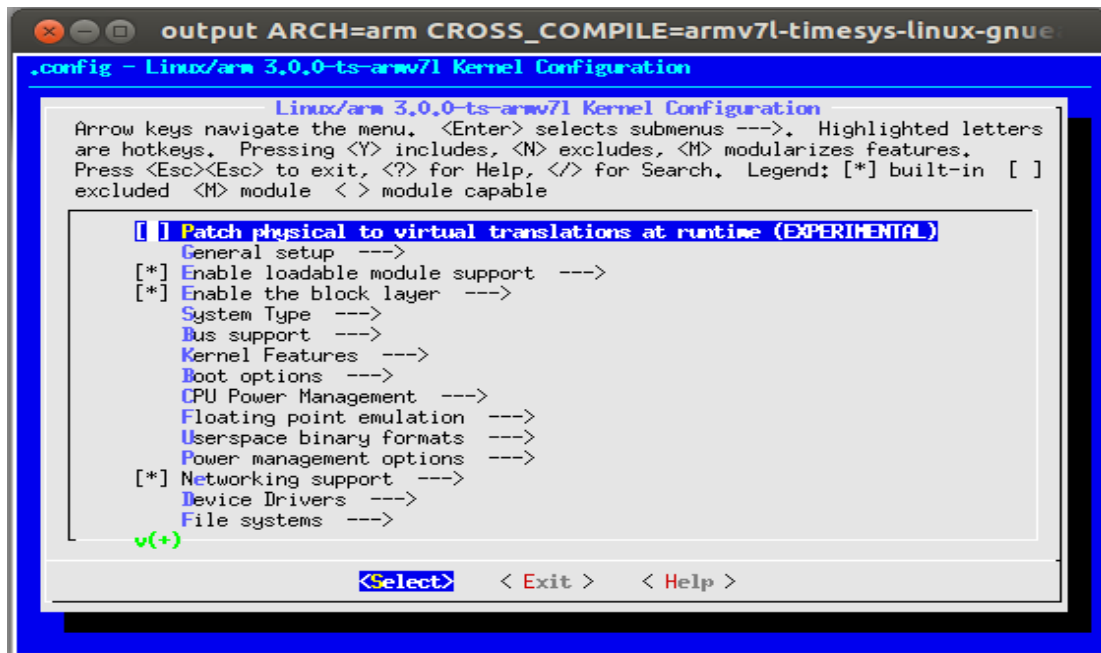 output ARCH=arm CROSS_COMPILE=armv7l-timesys-linux-gnue
.config - Linux/arm 3.0.0-ts-armv7l Kernel Configuration
Linux/arm 3.0.0-ts-armv7l Kernel Configuration
Arrow keys navigate the menu. <Enter> selects submenus --->. Highlighted letters
are hotkeys. Pressing <Y> includes, <N> excludes, <M> modularizes features.
Press <Esc><Esc> to exit, <?> for Help, </> for Search. Legend: [*] built-in [ ]
excluded <M> module < > module capable
[ ] Patch physical to virtual translations at runtime (EXPERIMENTAL)
General setup --->
[*] Enable loadable module support --->
[*] Enable the block layer --->
System Type --->
Bus support --->
Kernel Features --->
Boot options --->
CPU Power Management --->
Floating point emulation --->
Userspace binary formats --->
Power management options --->
[*] Networking support --->
Device Drivers --->
File systems --->
v(+)
<Select> < Exit > < Help >